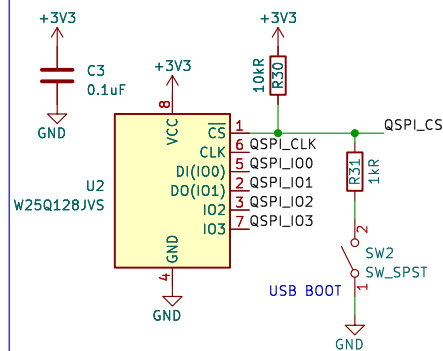 +3V3
+3V3
C3
0.1uF
GND
+3V3
10kR
R30
8
VCC
CS
1
QSPI_CS
CLK
6
QSPI_CLK
DI(IO0)
5
QSPI_IO0
DO(IO1)
2
QSPI_IO1
IO2
3
QSPI_IO2
IO3
7
QSPI_IO3
U2
W25Q128JVS
GND
4
GND
R31
1kR
2
SW2
SW_SPST
1
USB BOOT
GND